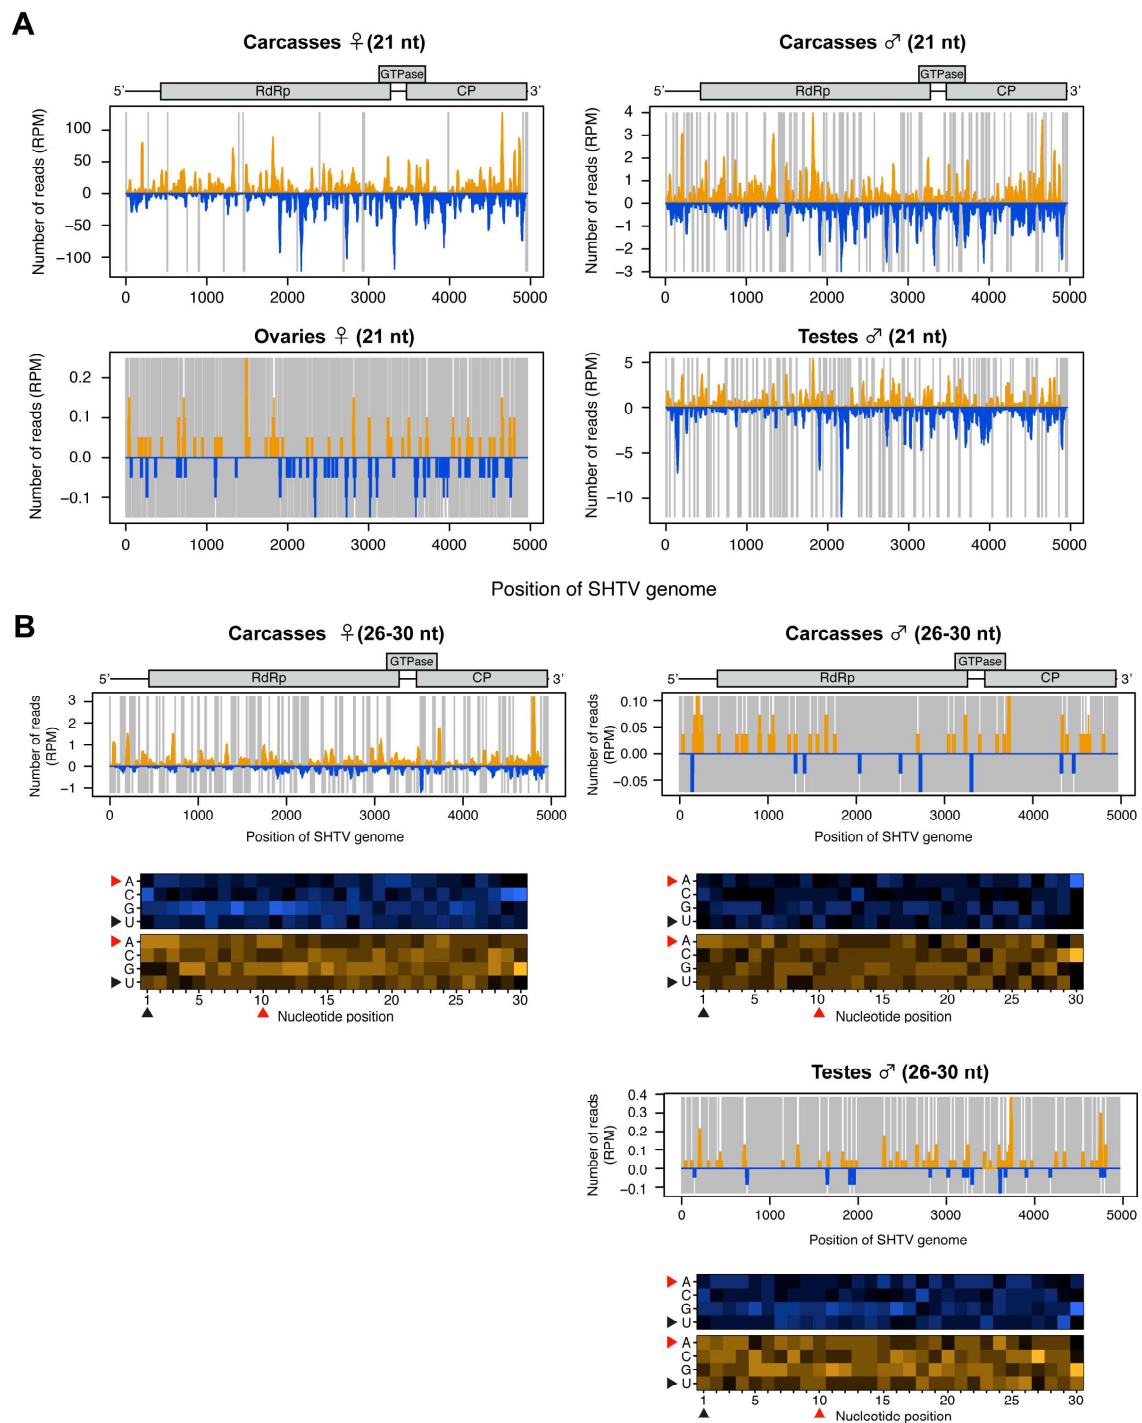 A
Carcasses ♀ (21 nt)
5' RdRp GTPase CP 3'
Number of reads (RPM)
100
50
0
−50
−100
0 1000 2000 3000 4000 5000
Carcasses ♂ (21 nt)
5' RdRp GTPase CP 3'
Number of reads (RPM)
4
3
2
1
0
−1
−2
−3
0 1000 2000 3000 4000 5000
Ovaries ♀ (21 nt)
Number of reads (RPM)
0.2
0.1
0.0
−0.1
0 1000 2000 3000 4000 5000
Testes ♂ (21 nt)
Number of reads (RPM)
5
0
−5
−10
0 1000 2000 3000 4000 5000
Position of SHTV genome
B
Carcasses ♀ (26-30 nt)
5' RdRp GTPase CP 3'
Number of reads
(RPM)
3
2
1
0
−1
0 1000 2000 3000 4000 5000
Position of SHTV genome
A
C
G
U
A
C
G
U
1 5 10 15 20 25 30
Nucleotide position
Carcasses ♂ (26-30 nt)
5' RdRp GTPase CP 3'
Number of reads
(RPM)
0.10
0.05
0.00
−0.05
0 1000 2000 3000 4000 5000
Position of SHTV genome
A
C
G
U
A
C
G
U
1 5 10 15 20 25 30
Nucleotide position
Testes ♂ (26-30 nt)
Number of reads
(RPM)
0.4
0.3
0.2
0.1
0.0
−0.1
0 1000 2000 3000 4000 5000
Position of SHTV genome
A
C
G
U
A
C
G
U
1 5 10 15 20 25 30
Nucleotide position